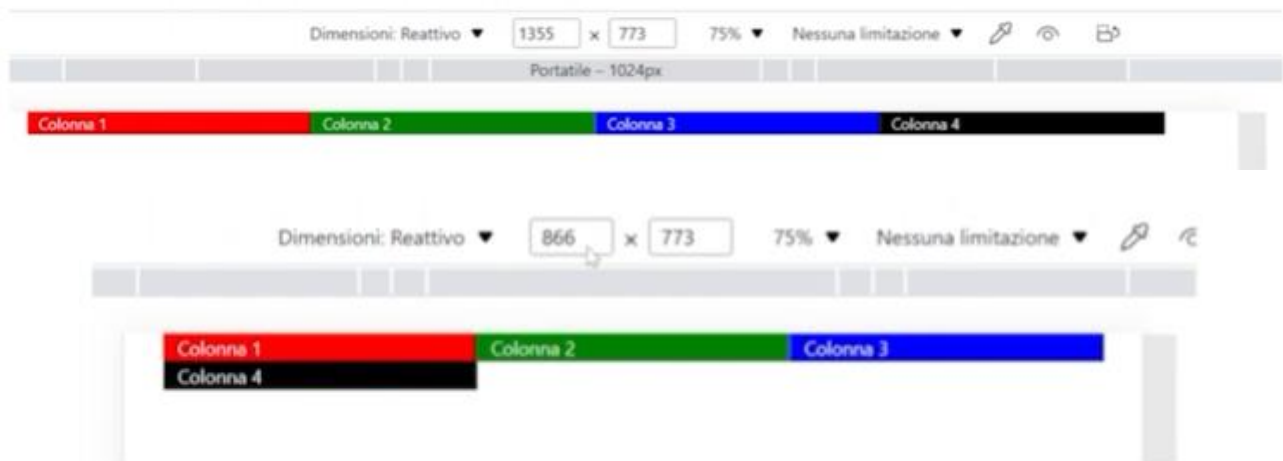 Dimensioni: Reattivo ▼ 1355 x 773 75% ▼ Nessuna limitazione ▼
Portatile – 1024px
Colonna 1 Colonna 2 Colonna 3 Colonna 4
Dimensioni: Reattivo ▼ 866 x 773 75% ▼ Nessuna limitazione ▼
Colonna 1 Colonna 2 Colonna 3
Colonna 4